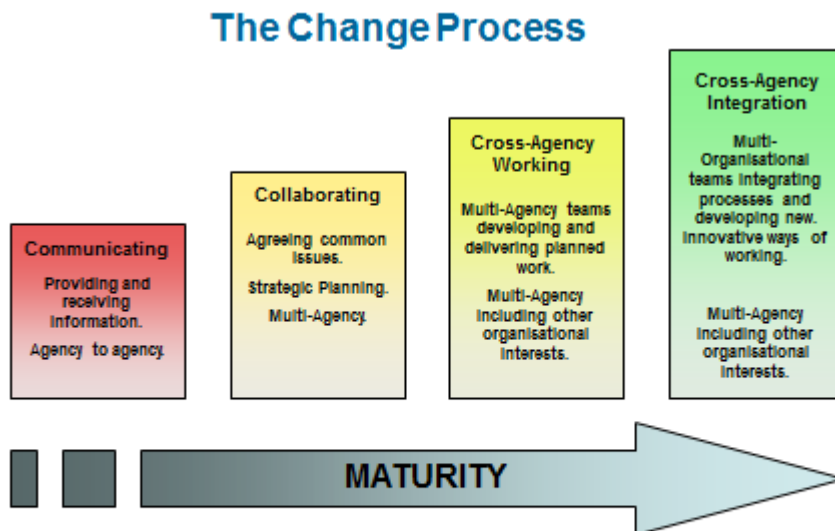 The Change Process
Communicating
Providing and
receiving
information.
Agency to agency.
Collaborating
Agreeing common
issues.
Strategic Planning.
Multi-Agency.
Cross-Agency
Working
Multi-Agency teams
developing and
delivering planned
work.
Multi-Agency
including other
organisational
interests.
Cross-Agency
Integration
Multi-
Organisational
teams integrating
processes and
developing new.
Innovative ways of
working.
Multi-Agency
including other
organisational
interests.
MATURITY